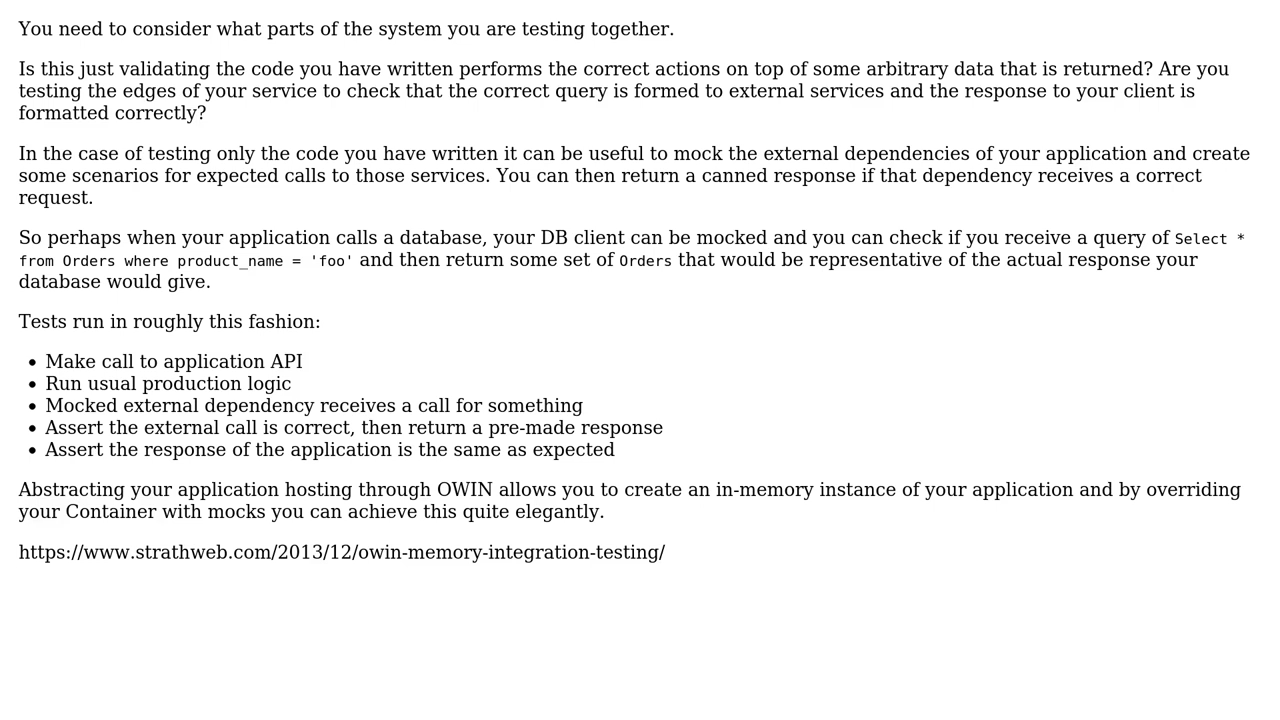 You need to consider what parts of the system you are testing together.
Is this just validating the code you have written performs the correct actions on top of some arbitrary data that is returned? Are you
testing the edges of your service to check that the correct query is formed to external services and the response to your client is
formatted correctly?
In the case of testing only the code you have written it can be useful to mock the external dependencies of your application and create
some scenarios for expected calls to those services. You can then return a canned response if that dependency receives a correct
request.
So perhaps when your application calls a database, your DB client can be mocked and you can check if you receive a query of Select *
from Orders where product_name = 'foo' and then return some set of Orders that would be representative of the actual response your
database would give.
Tests run in roughly this fashion:
• Make call to application API
• Run usual production logic
• Mocked external dependency receives a call for something
• Assert the external call is correct, then return a pre-made response
• Assert the response of the application is the same as expected
Abstracting your application hosting through OWIN allows you to create an in-memory instance of your application and by overriding
your Container with mocks you can achieve this quite elegantly.
https://www.strathweb.com/2013/12/owin-memory-integration-testing/